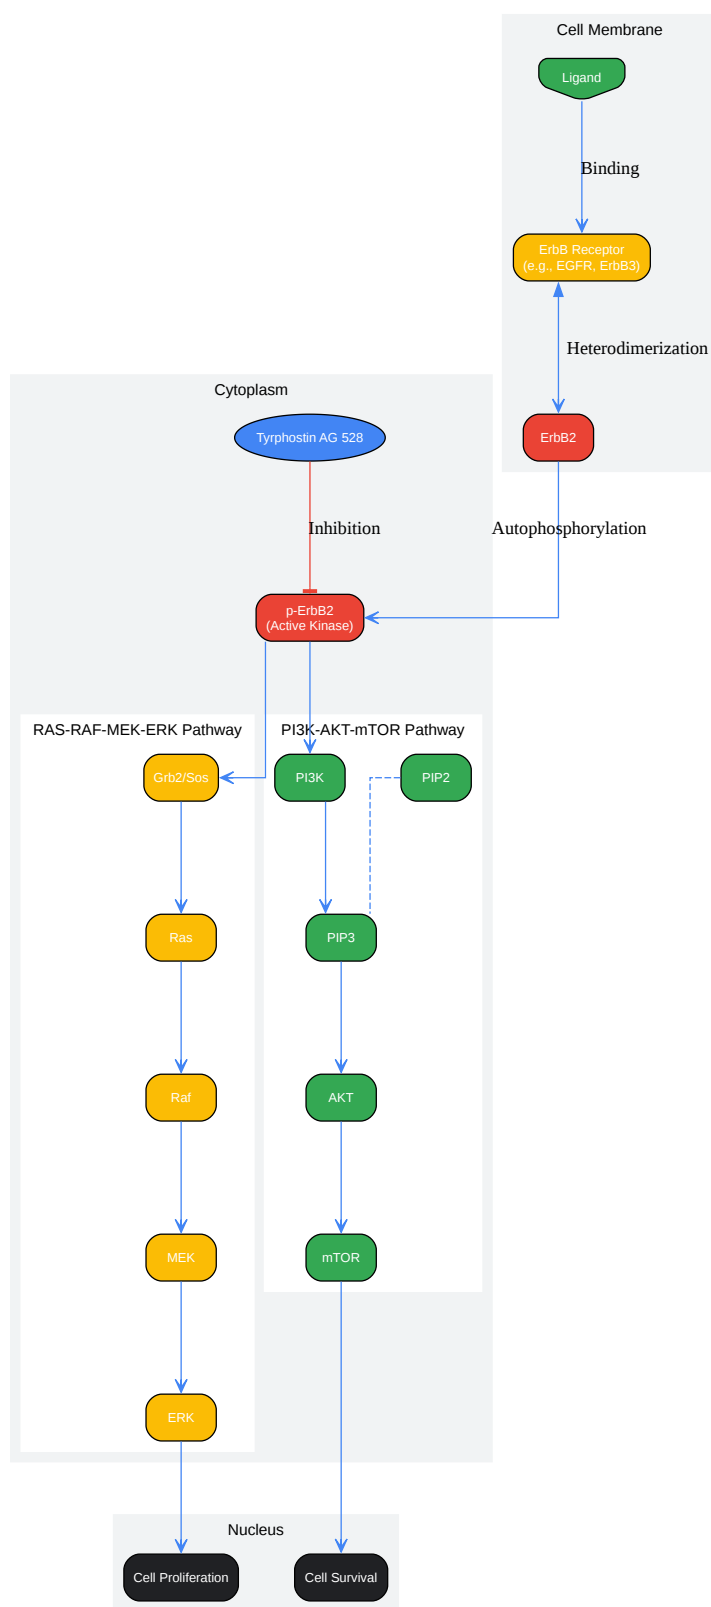 Cell Membrane
Ligand
Binding
ErbB Receptor
(e.g., EGFR, ErbB3)
Heterodimerization
ErbB2
Autophosphorylation
Cytoplasm
Tyrphostin AG 528
Inhibition
p-ErbB2
(Active Kinase)
RAS-RAF-MEK-ERK Pathway
Grb2/Sos
Ras
Raf
MEK
ERK
PI3K-AKT-mTOR Pathway
PI3K
PIP2
PIP3
AKT
mTOR
Nucleus
Cell Proliferation
Cell Survival